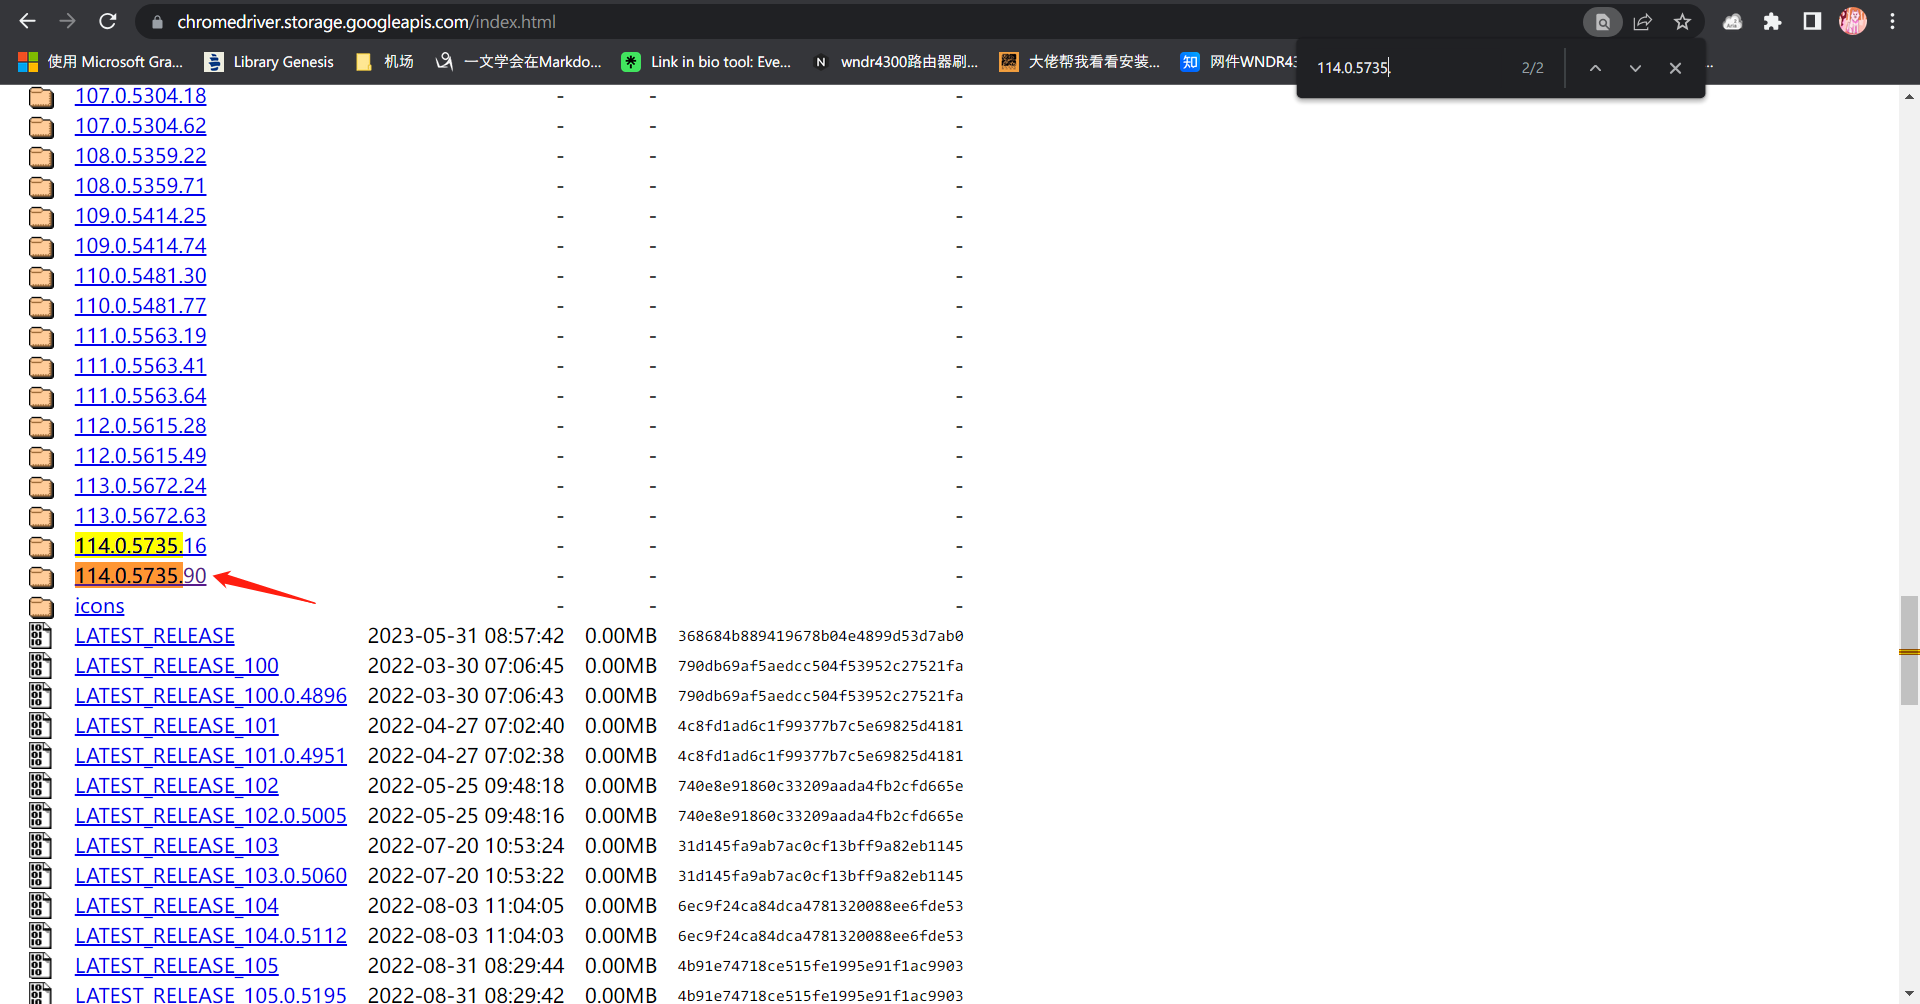 chromedriver.storage.googleapis.com/index.html
使用 Microsoft Gra...
Library Genesis
机场
一文学会在Markdo...
Link in bio tool: Eve...
N
wndr4300路由器刷...
大佬帮我看看安装...
知
网件WNDR43
114.0.5735.
2/2
107.0.5304.18 - - -
107.0.5304.62 - - -
108.0.5359.22 - - -
108.0.5359.71 - - -
109.0.5414.25 - - -
109.0.5414.74 - - -
110.0.5481.30 - - -
110.0.5481.77 - - -
111.0.5563.19 - - -
111.0.5563.41 - - -
111.0.5563.64 - - -
112.0.5615.28 - - -
112.0.5615.49 - - -
113.0.5672.24 - - -
113.0.5672.63 - - -
114.0.5735.16 - - -
114.0.5735.90 - - -
icons - - -
LATEST_RELEASE 2023-05-31 08:57:42 0.00MB 368684b889419678b04e4899d53d7ab0
LATEST_RELEASE_100 2022-03-30 07:06:45 0.00MB 790db69af5aedcc504f53952c27521fa
LATEST_RELEASE_100.0.4896 2022-03-30 07:06:43 0.00MB 790db69af5aedcc504f53952c27521fa
LATEST_RELEASE_101 2022-04-27 07:02:40 0.00MB 4c8fd1ad6c1f99377b7c5e69825d4181
LATEST_RELEASE_101.0.4951 2022-04-27 07:02:38 0.00MB 4c8fd1ad6c1f99377b7c5e69825d4181
LATEST_RELEASE_102 2022-05-25 09:48:18 0.00MB 740e8e91860c33209aada4fb2cfd665e
LATEST_RELEASE_102.0.5005 2022-05-25 09:48:16 0.00MB 740e8e91860c33209aada4fb2cfd665e
LATEST_RELEASE_103 2022-07-20 10:53:24 0.00MB 31d145fa9ab7ac0cf13bff9a82eb1145
LATEST_RELEASE_103.0.5060 2022-07-20 10:53:22 0.00MB 31d145fa9ab7ac0cf13bff9a82eb1145
LATEST_RELEASE_104 2022-08-03 11:04:05 0.00MB 6ec9f24ca84dca4781320088ee6fde53
LATEST_RELEASE_104.0.5112 2022-08-03 11:04:03 0.00MB 6ec9f24ca84dca4781320088ee6fde53
LATEST_RELEASE_105 2022-08-31 08:29:44 0.00MB 4b91e74718ce515fe1995e91f1ac9903
LATEST_RELEASE_105.0.5195 2022-08-31 08:29:42 0.00MB 4b91e74718ce515fe1995e91f1ac9903